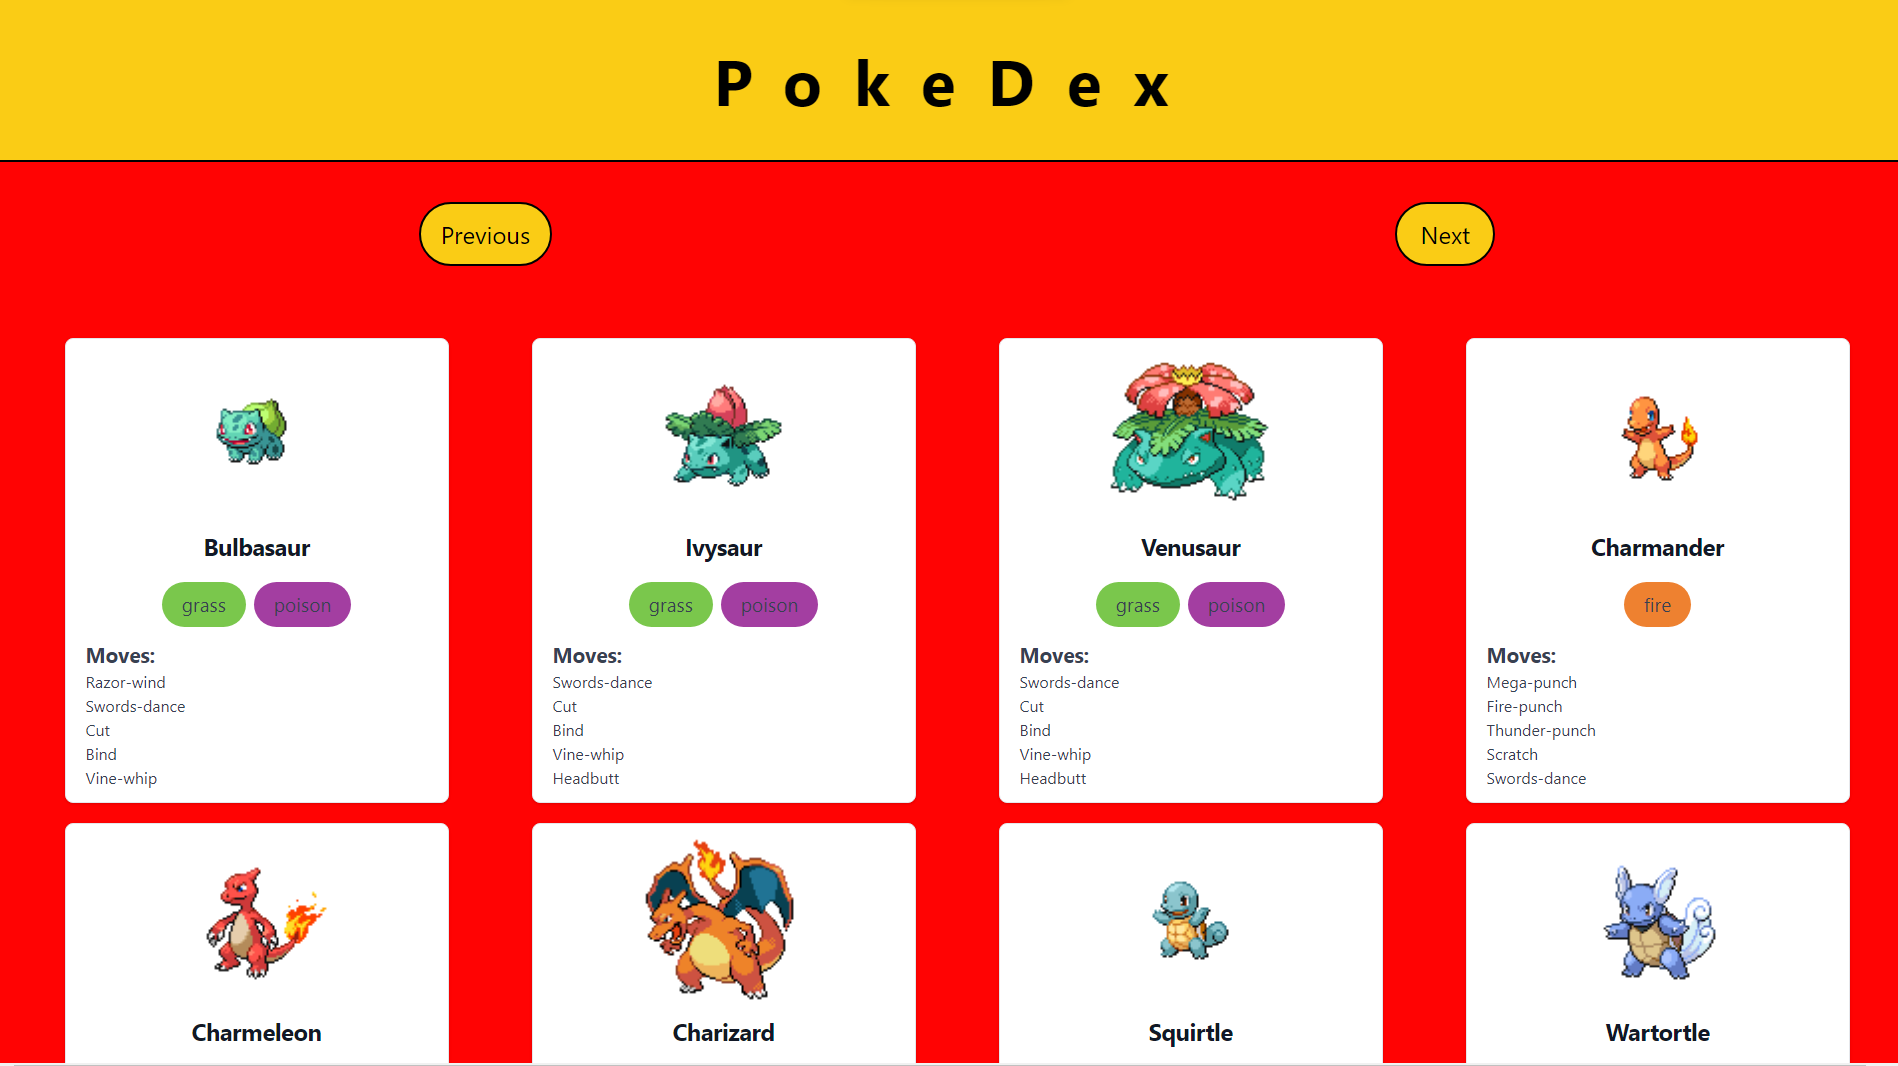 P o k e D e x
Previous
Next
Bulbasaur
grass poison
Moves:
Razor-wind
Swords-dance
Cut
Bind
Vine-whip
Ivysaur
grass poison
Moves:
Swords-dance
Cut
Bind
Vine-whip
Headbutt
Venusaur
grass poison
Moves:
Swords-dance
Cut
Bind
Vine-whip
Headbutt
Charmander
fire
Moves:
Mega-punch
Fire-punch
Thunder-punch
Scratch
Swords-dance
Charmeleon
Charizard
Squirtle
Wartortle